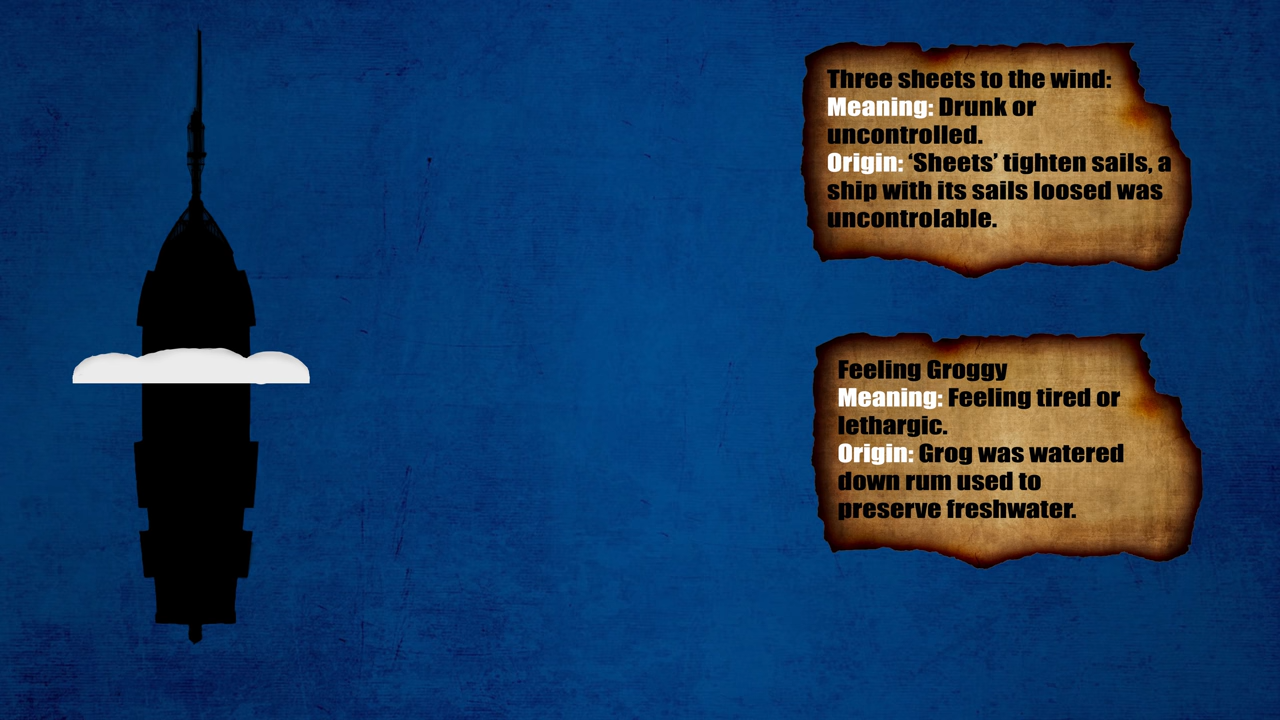 Three sheets to the wind:
Meaning: Drunk or
uncontrolled.
Origin: ‘Sheets’ tighten sails, a
ship with its sails loosed was
uncontrolable.
Feeling Groggy
Meaning: Feeling tired or
lethargic.
Origin: Grog was watered
down rum used to
preserve freshwater.